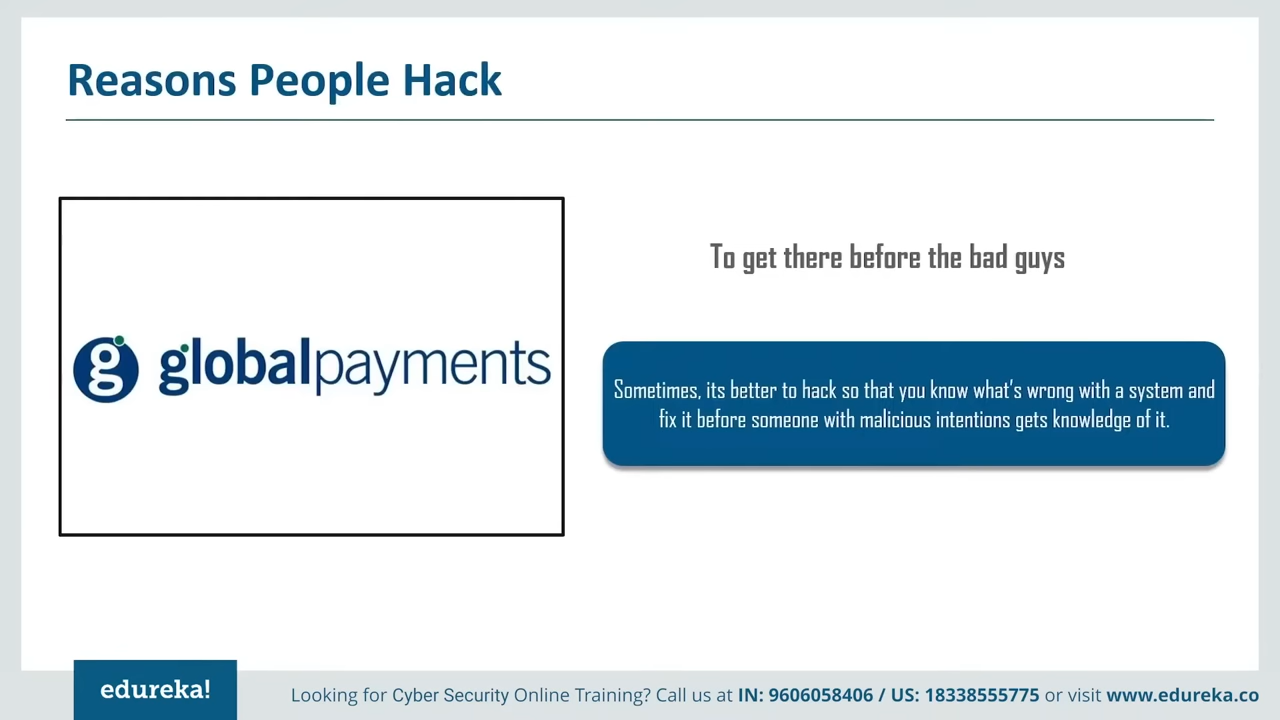 Reasons People Hack
g globalpayments
To get there before the bad guys
Sometimes, its better to hack so that you know what's wrong with a system and
fix it before someone with malicious intentions gets knowledge of it.
edureka!
Looking for Cyber Security Online Training? Call us at IN: 9606058406 / US: 18338555775 or visit www.edureka.co